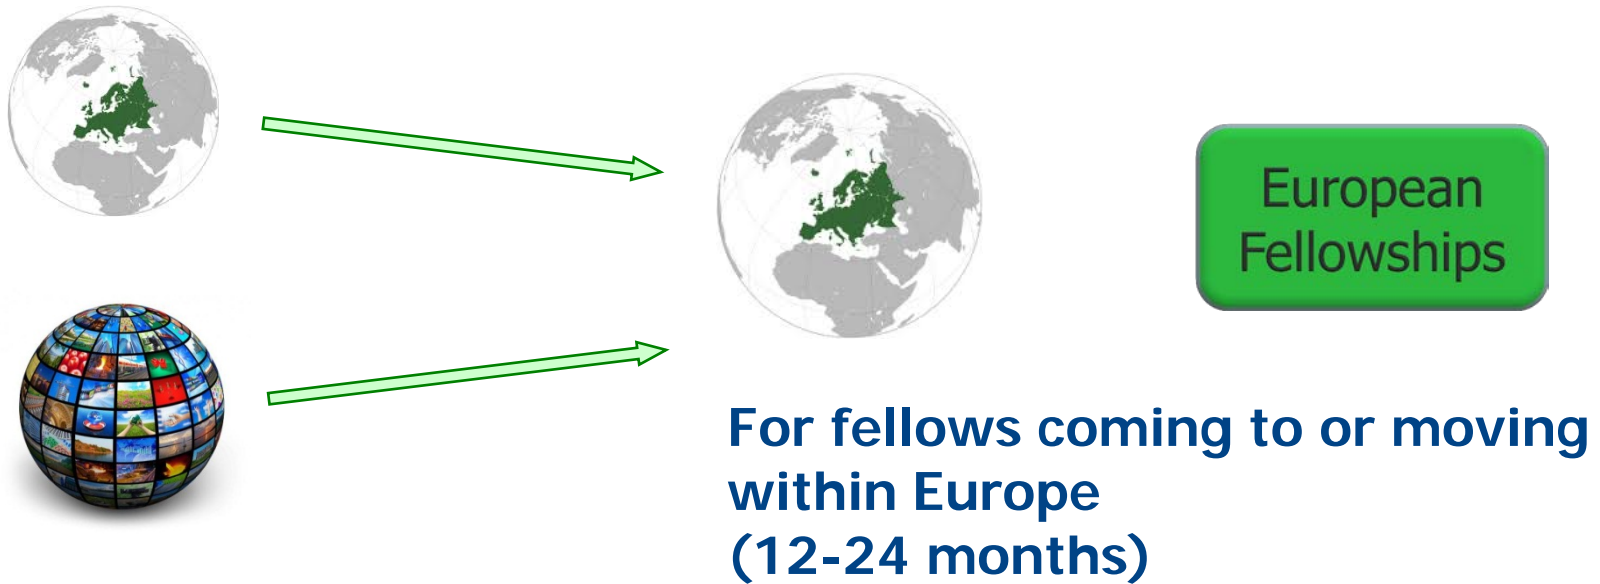 European
Fellowships
For fellows coming to or moving
within Europe
(12-24 months)